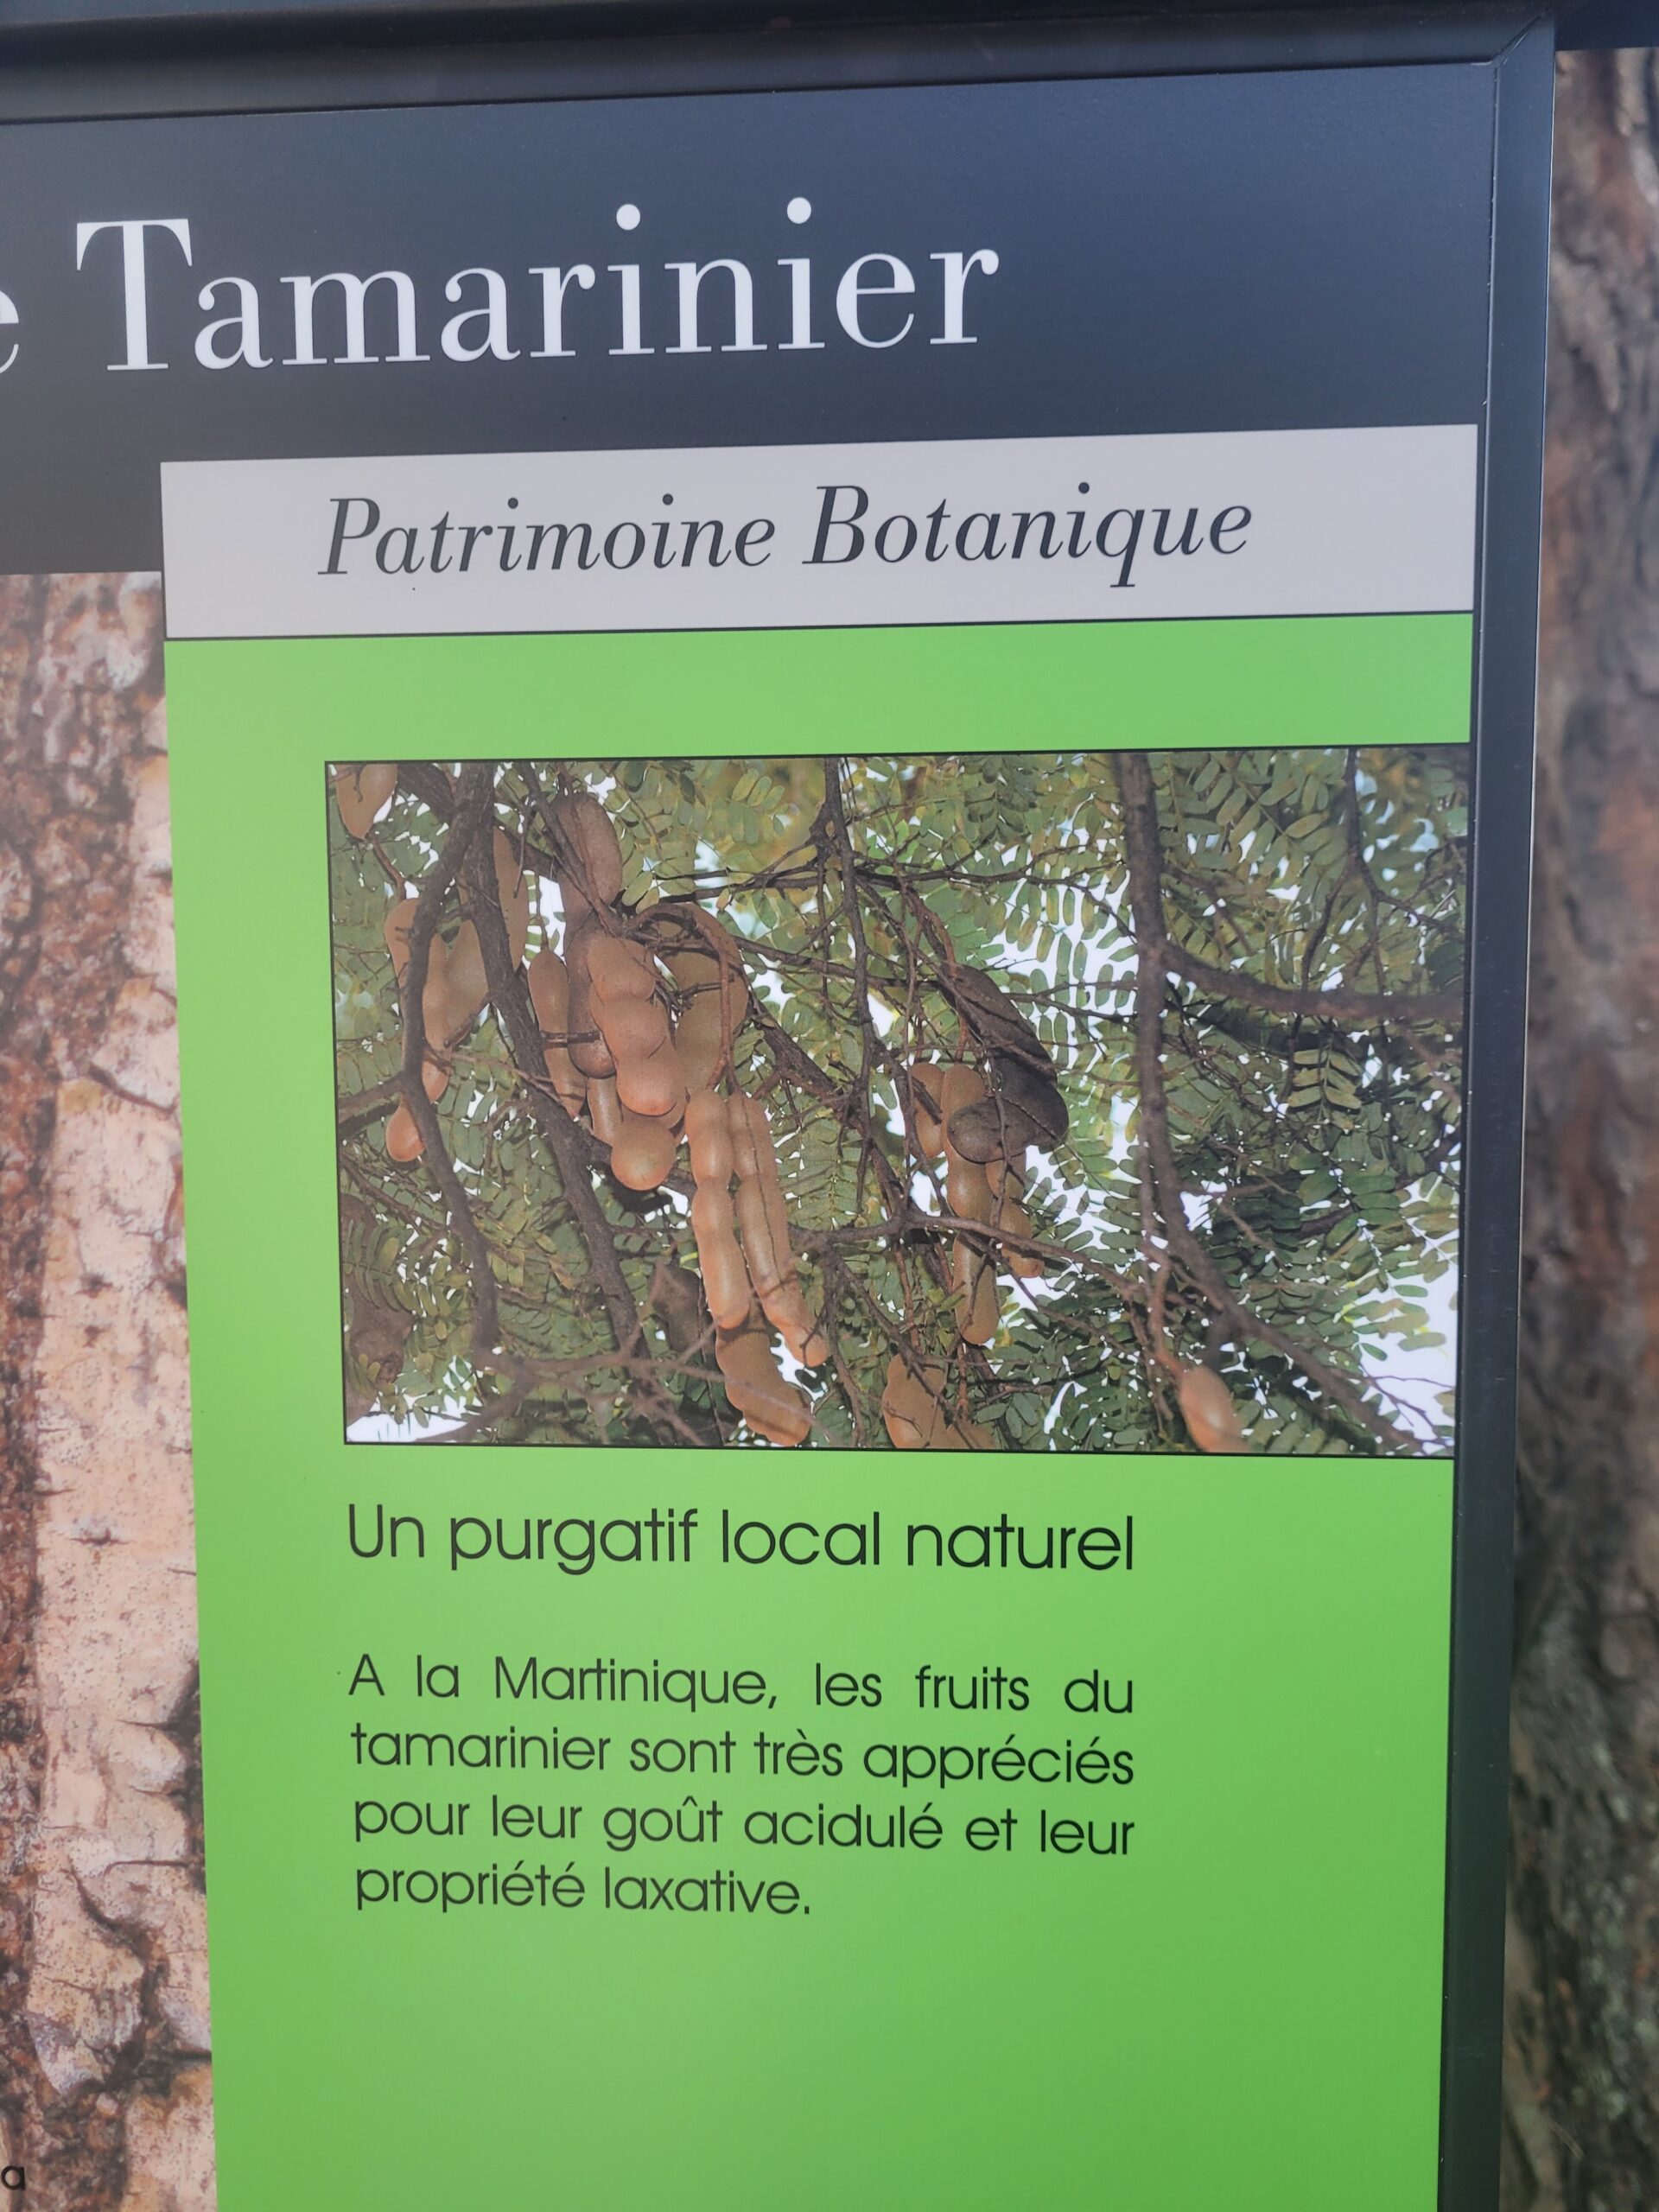 e Tamarinier
Patrimoine Botanique
Un purgatif local naturel
A la Martinique, les fruits du
tamarinier sont très appréciés
pour leur goût acidulé et leur
propriété laxative.
a